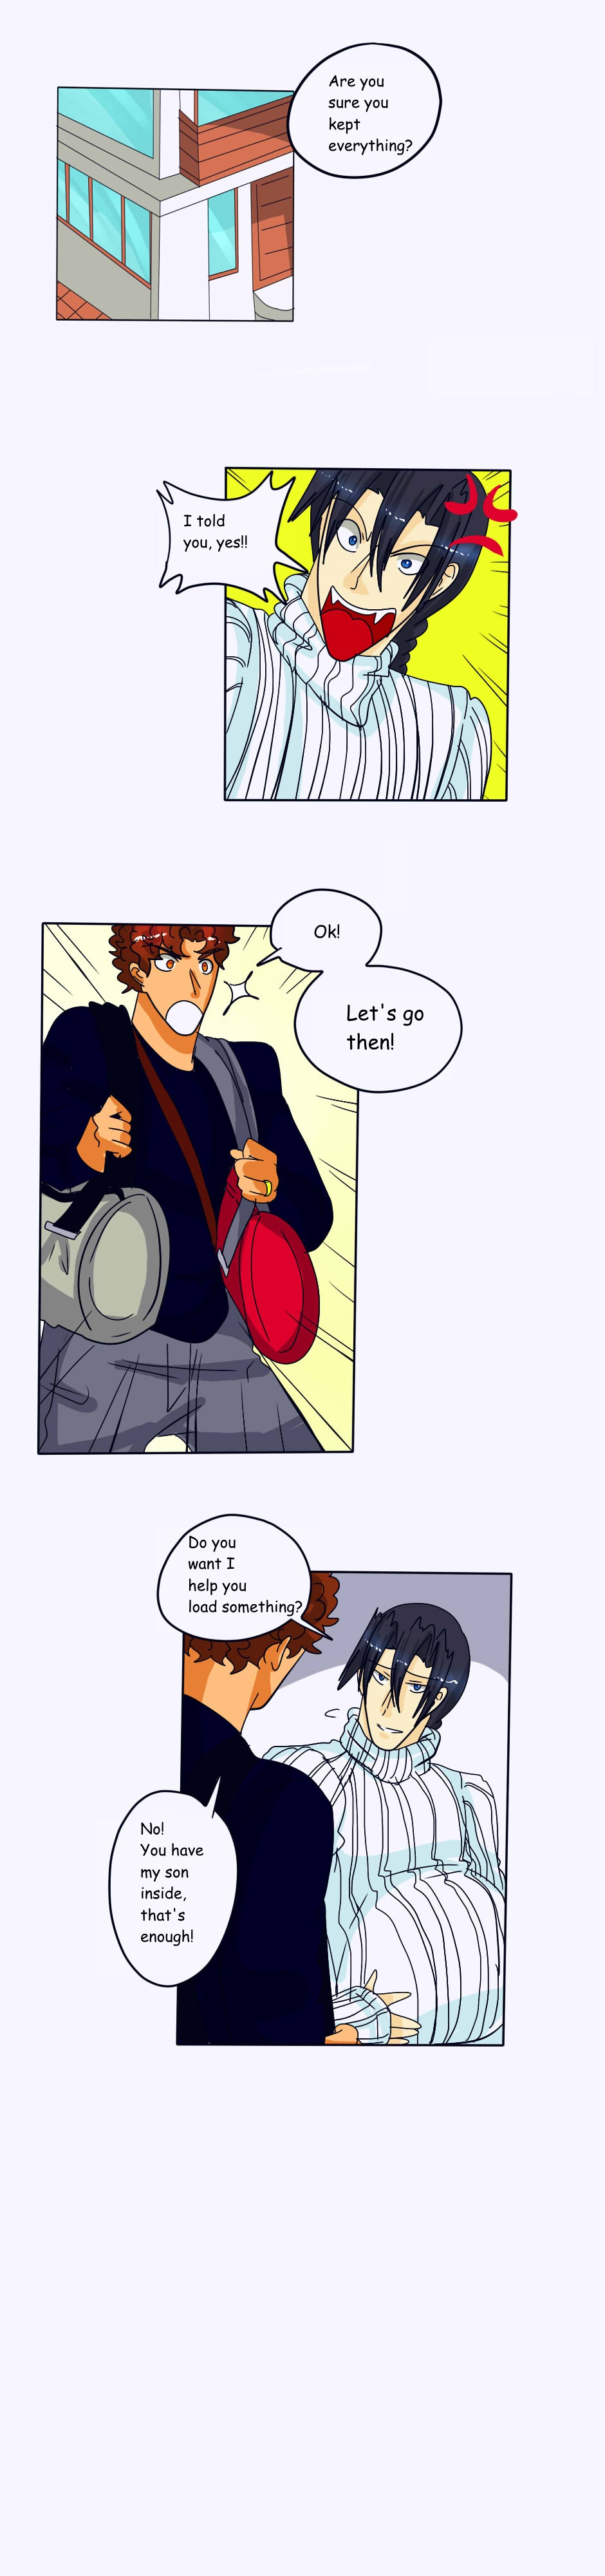 Are you
sure you
kept
everything?
I told
you, yes!!
Ok!
Let's go
then!
Do you
want I
help you
load something?
No!
You have
my son
inside,
that's
enough!